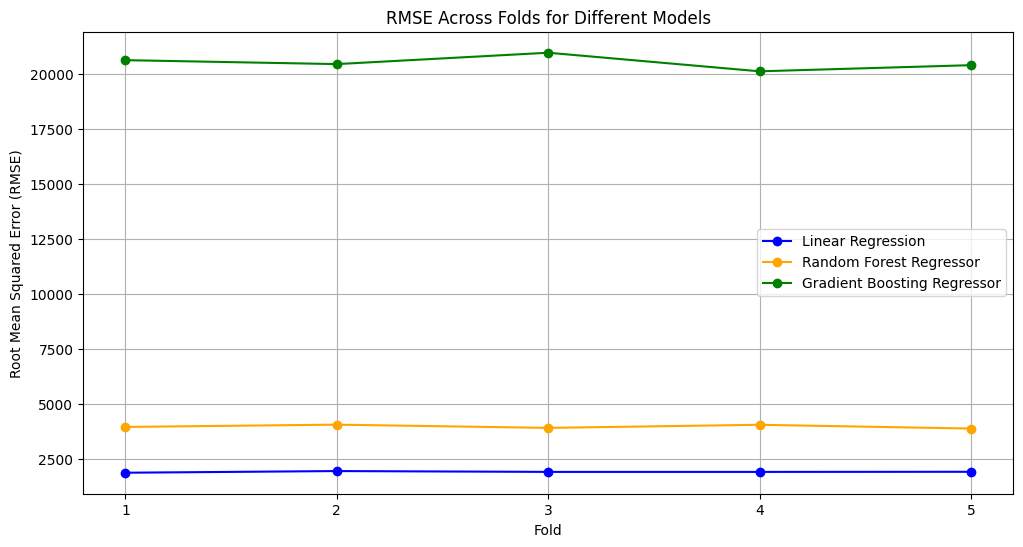 RMSE Across Folds for Different Models
Root Mean Squared Error (RMSE)
20000
17500
15000
12500
10000
7500
5000
2500
Linear Regression
Random Forest Regressor
Gradient Boosting Regressor
1 2 3 4 5
Fold